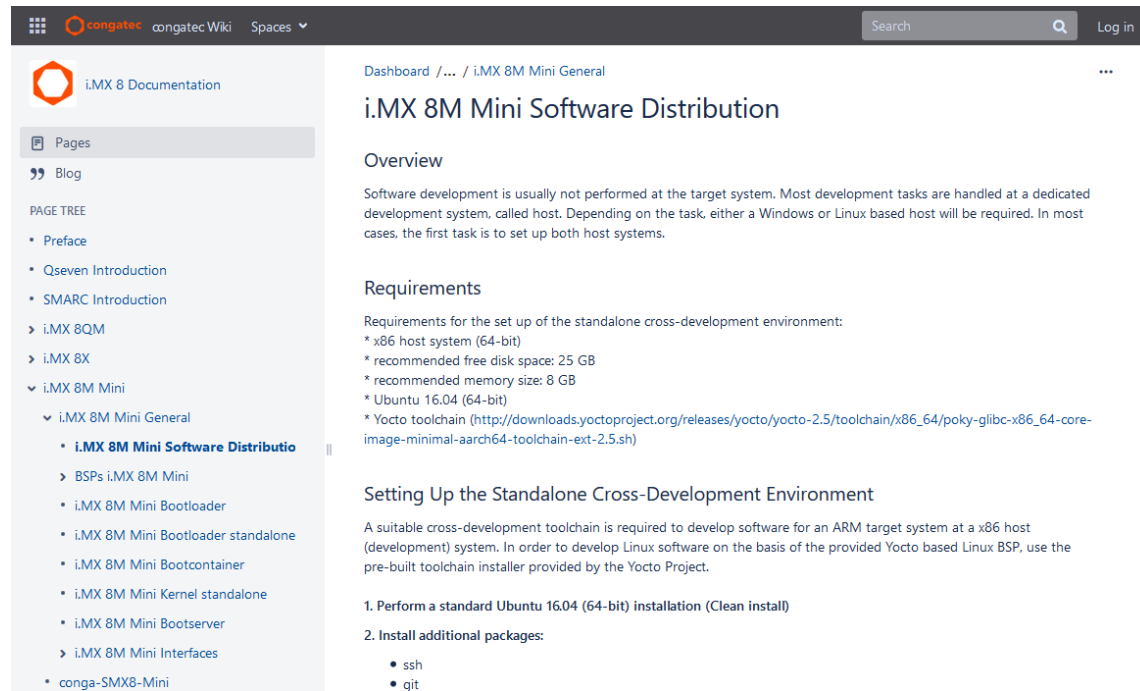 congatec congatec Wiki Spaces Search Log in
i.MX 8 Documentation
Pages
Blog
PAGE TREE
• Preface
• Qseven Introduction
• SMARC Introduction
i.MX 8QM
i.MX 8X
i.MX 8M Mini
i.MX 8M Mini General
• i.MX 8M Mini Software Distributio
BSPs i.MX 8M Mini
• i.MX 8M Mini Bootloader
• i.MX 8M Mini Bootloader standalone
• i.MX 8M Mini Bootcontainer
• i.MX 8M Mini Kernel standalone
• i.MX 8M Mini Bootserver
i.MX 8M Mini Interfaces
• conga-SMX8-Mini
Dashboard /... / i.MX 8M Mini General
i.MX 8M Mini Software Distribution
Overview
Software development is usually not performed at the target system. Most development tasks are handled at a dedicated
development system, called host. Depending on the task, either a Windows or Linux based host will be required. In most
cases, the first task is to set up both host systems.
Requirements
Requirements for the set up of the standalone cross-development environment:
* x86 host system (64-bit)
* recommended free disk space: 25 GB
* recommended memory size: 8 GB
* Ubuntu 16.04 (64-bit)
* Yocto toolchain (http://downloads.yoctoproject.org/releases/yocto/yocto-2.5/toolchain/x86_64/poky-glibc-x86_64-core-
image-minimal-aarch64-toolchain-ext-2.5.sh)
Setting Up the Standalone Cross-Development Environment
A suitable cross-development toolchain is required to develop software for an ARM target system at a x86 host
(development) system. In order to develop Linux software on the basis of the provided Yocto based Linux BSP, use the
pre-built toolchain installer provided by the Yocto Project.
1. Perform a standard Ubuntu 16.04 (64-bit) installation (Clean install)
2. Install additional packages:
• ssh
• git